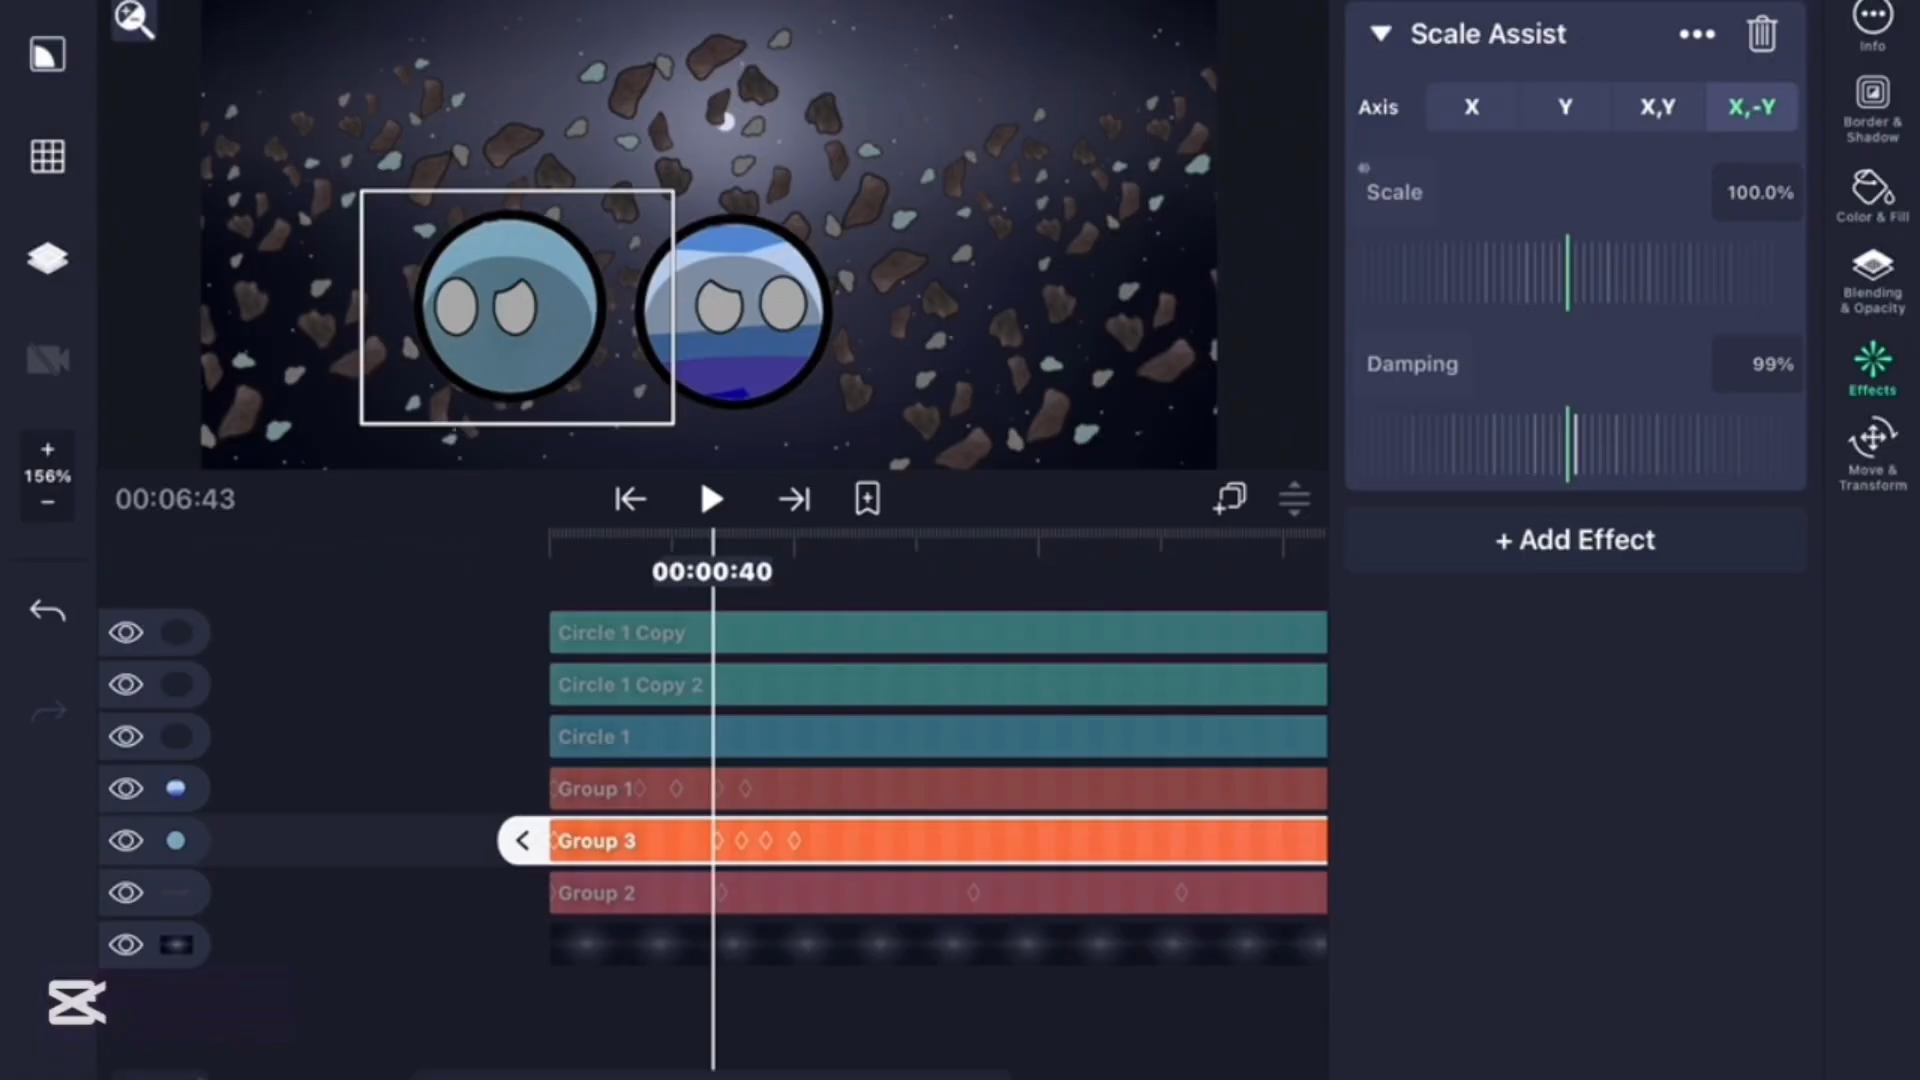 Scale Assist
Info
Axis X Y X,Y X,-Y
Border &
Shadow
Scale 100.0%
Color & Fill
Blending
& Opacity
Damping 99%
Effects
Move &
Transform
156%
00:06:43
+ Add Effect
00:00:40
Circle 1 Copy
Circle 1 Copy 2
Circle 1
Group 1
Group 3
Group 2